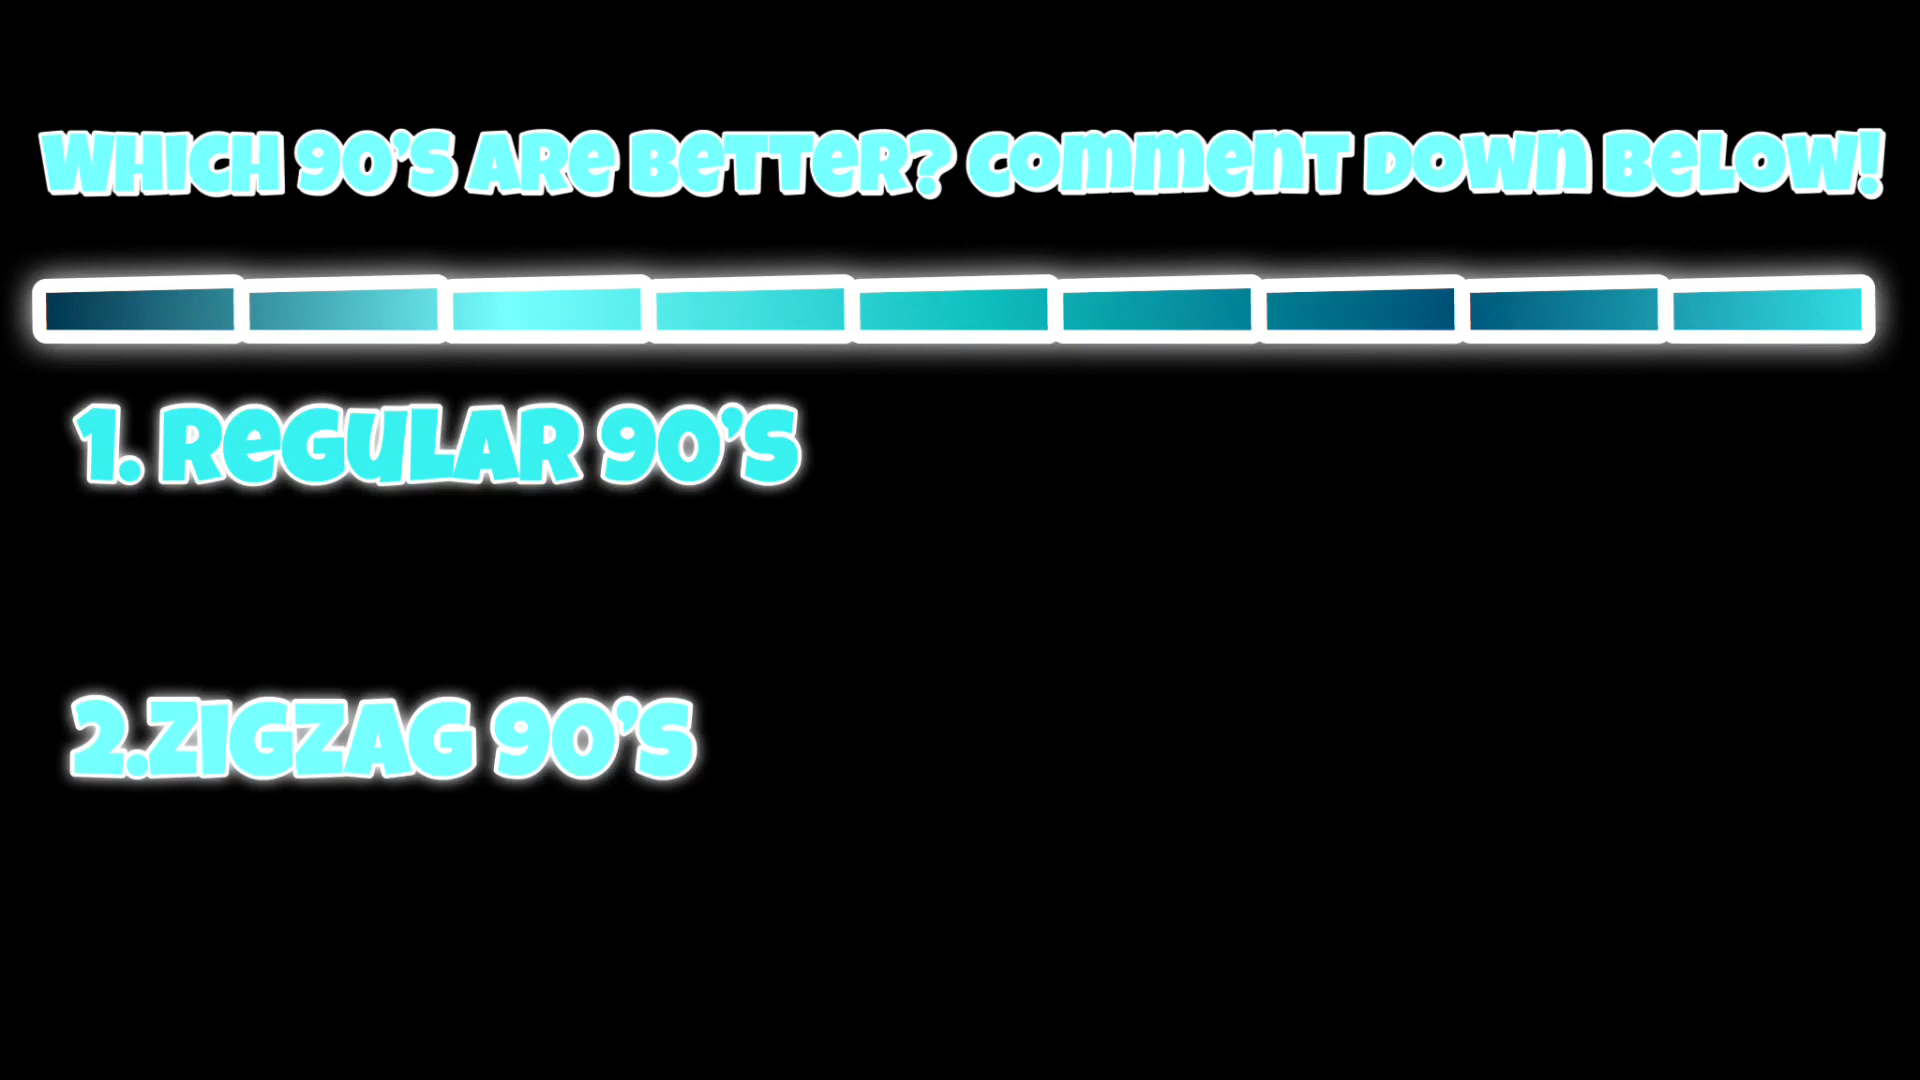 WHICH 90'S ARE BETTER? COMMENT DOWN BELOW!
1. REGULAR 90'S
2.ZIGZAG 90'S